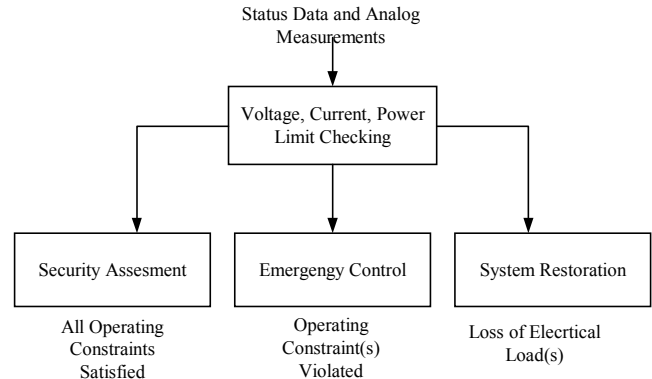 Status Data and Analog
Measurements
Voltage, Current, Power
Limit Checking
Security Assesment
Emergengy Control
System Restoration
All Operating
Constraints
Satisfied
Operating
Constraint(s)
Violated
Loss of Elecrtical
Load(s)